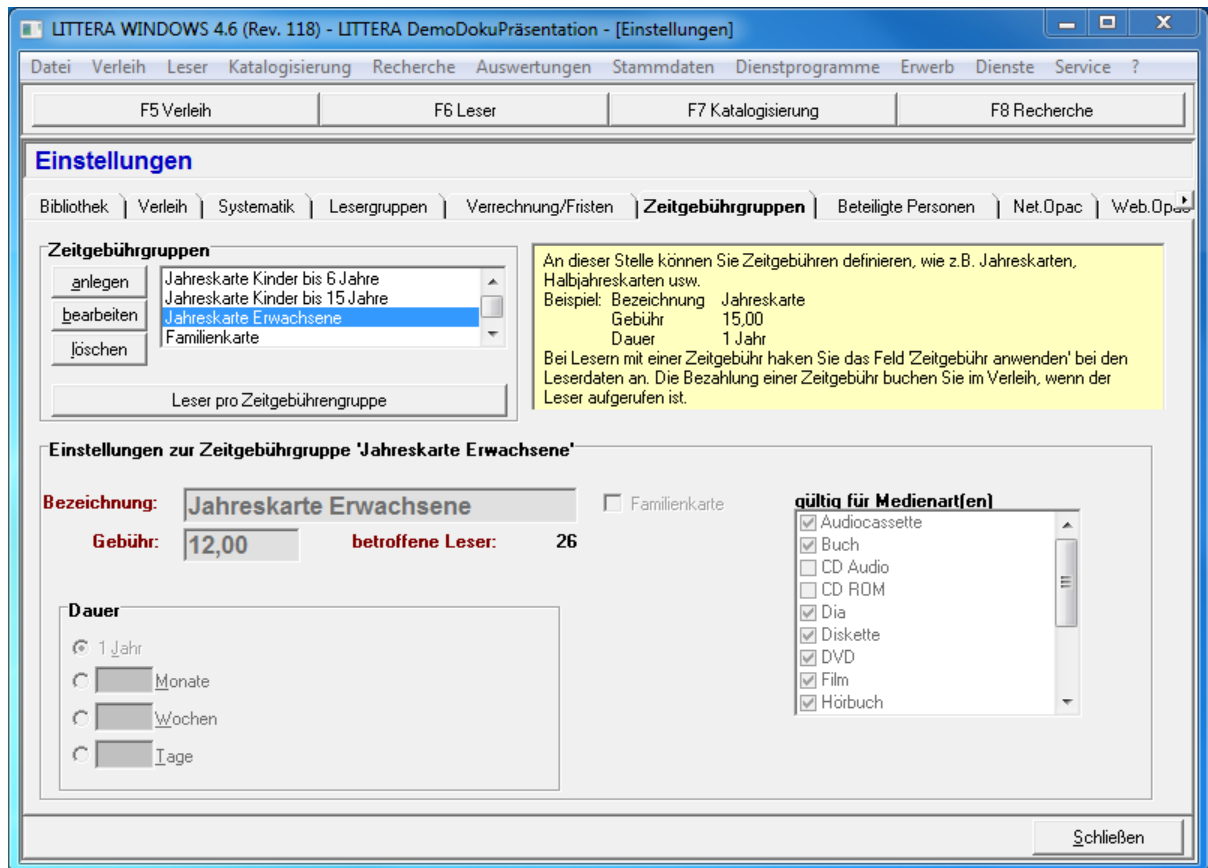 LITTERA WINDOWS 4.6 (Rev. 118) - LITTERA DemoDokuPräsentation - [Einstellungen]
Datei Verleih Leser Katalogisierung Recherche Auswertungen Stammdaten Dienstprogramme Erwerb Dienste Service ?
F5 Verleih F6 Leser F7 Katalogisierung F8 Recherche
Einstellungen
Bibliothek Verleih Systematik Lesergruppen Verrechnung/Fristen Zeitgebührgruppen Beteiligte Personen Net.Opac Web.Opac
Zeitgebührgruppen
anlegen
bearbeiten
löschen
Jahreskarte Kinder bis 6 Jahre
Jahreskarte Kinder bis 15 Jahre
Jahreskarte Erwachsene
Familienkarte
Leser pro Zeitgebührengruppe
An dieser Stelle können Sie Zeitgebühren definieren, wie z.B. Jahreskarten,
Halbjahreskarten usw.
Beispiel: Bezeichnung Jahreskarte
Gebühr 15,00
Dauer 1 Jahr
Bei Lesern mit einer Zeitgebühr haken Sie das Feld 'Zeitgebühr anwenden' bei den
Leserdaten an. Die Bezahlung einer Zeitgebühr buchen Sie im Verleih, wenn der
Leser aufgerufen ist.
Einstellungen zur Zeitgebührgruppe 'Jahreskarte Erwachsene'
Bezeichnung: Jahreskarte Erwachsene Familienkarte
Gebühr: 12,00 betroffene Leser: 26
Dauer
1 Jahr
Monate
Wochen
Tage
gültig für Medienart(en)
Audiocassette
Buch
CD Audio
CD ROM
Dia
Diskette
DVD
Film
Hörbuch
Schließen